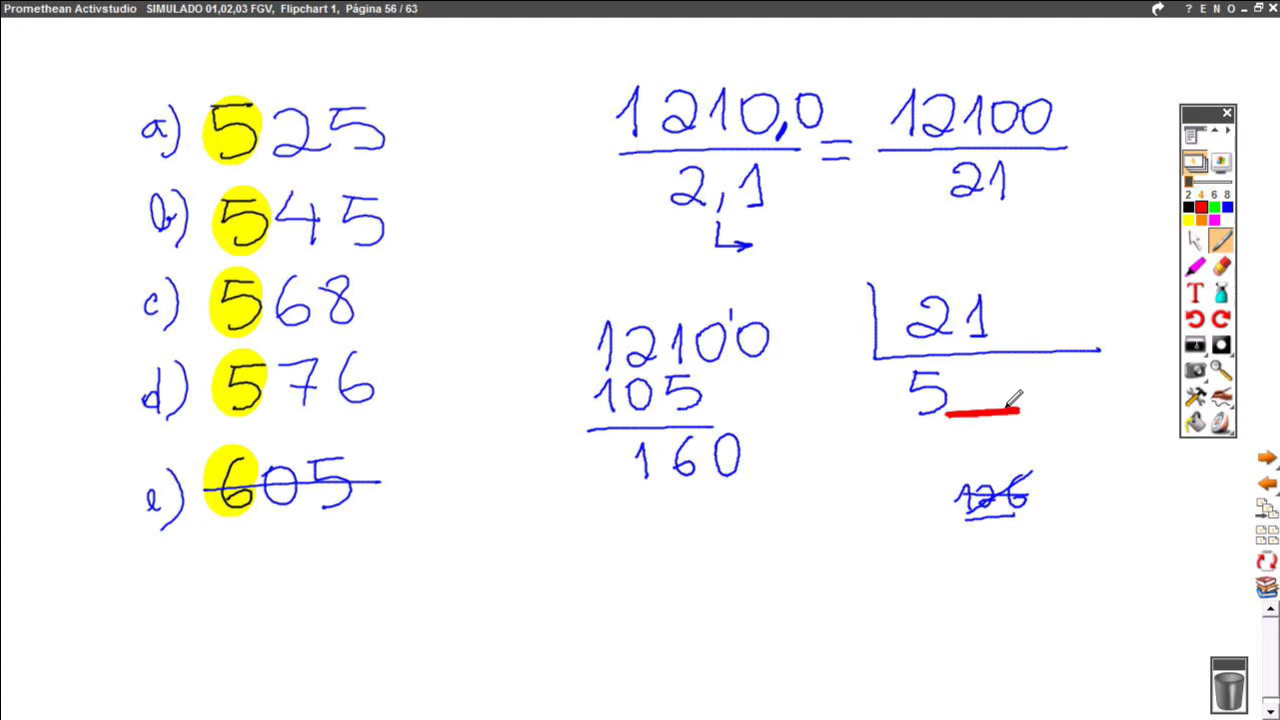 Promethean Activstudio SIMULADO 01,02,03 FGV, Flipchart 1, Página 56 / 63
? E N O
a) 525
b) 545
c) 568
d) 576
e) 605
1210,0 = 12100
2,1 21
12100 21
105 5
160
126
2 4 6 8
T